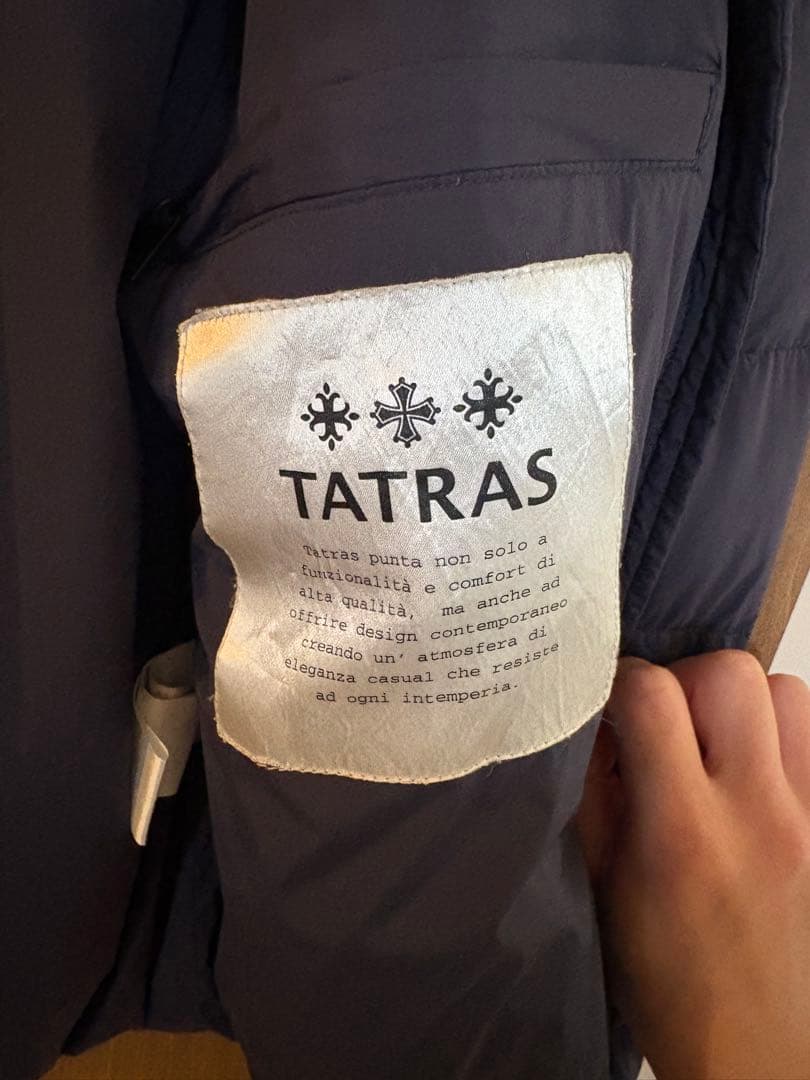 TATRAS
Tatras punta non solo a
funzionalità e comfort di
alta qualità, ma anche ad
offrire design contemporaneo
creando un' atmosfera di
eleganza casual che resiste
ad ogni intemperia.